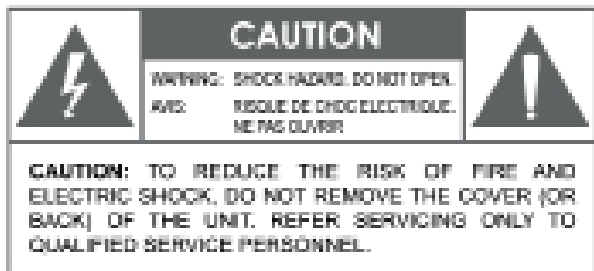 CAUTION
WARNING: SHOCK HAZARD. DO NOT OPEN.
AVIS: RISQUE DE CHOC ELECTRIQUE.
NE PAS OUVRIR
CAUTION: TO REDUCE THE RISK OF FIRE AND
ELECTRIC SHOCK, DO NOT REMOVE THE COVER (OR
BACK) OF THE UNIT. REFER SERVICING ONLY TO
QUALIFIED SERVICE PERSONNEL.